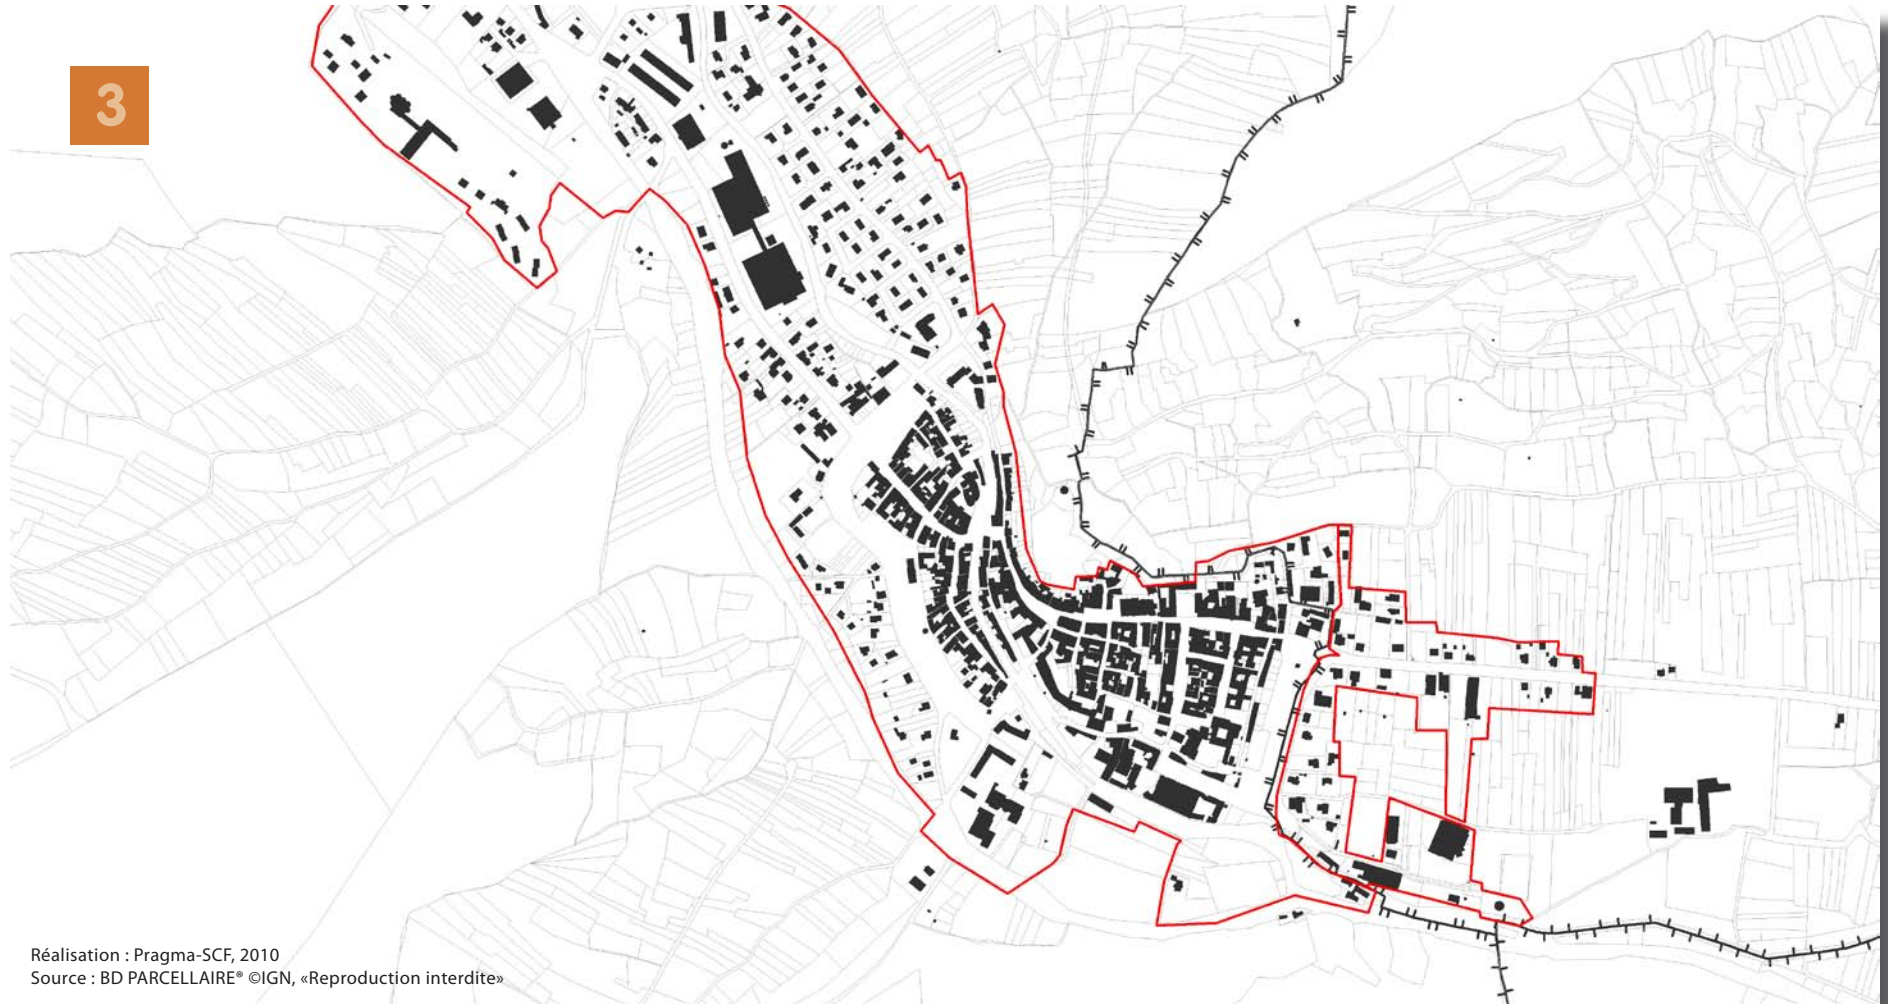 3
Réalisation : Pragma-SCF, 2010
Source : BD PARCELLAIRE® ©IGN, «Reproduction interdite»